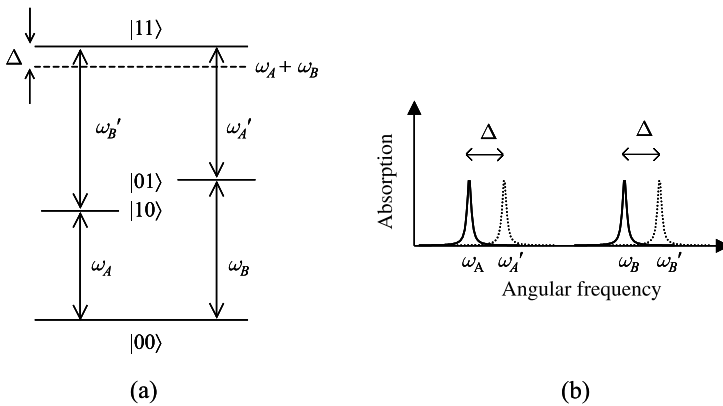 |11⟩
Δ
ω_A + ω_B
ω_B′
ω_A′
|01⟩
|10⟩
ω_A
ω_B
|00⟩
(a)
Absorption
Δ
Δ
ω_A
ω_A′
ω_B
ω_B′
Angular frequency
(b)